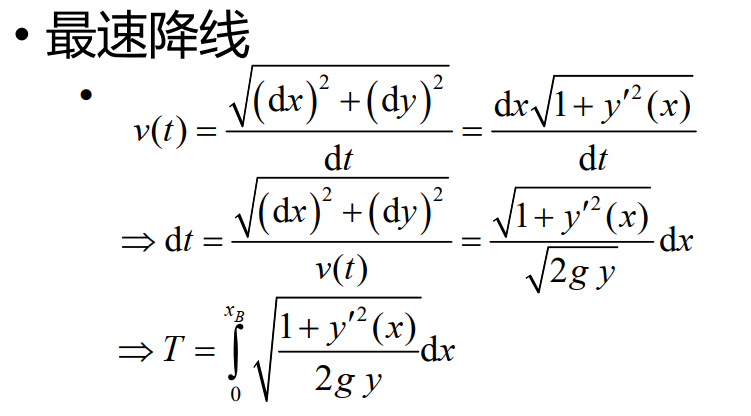 • 最速降线
• v(t) = √((dx)² + (dy)²) / dt = dx√(1 + y′²(x)) / dt
⇒ dt = √((dx)² + (dy)²) / v(t) = √(1 + y′²(x)) / √(2g y) dx
⇒ T = ∫₀^{x_B} √((1 + y′²(x)) / (2g y)) dx